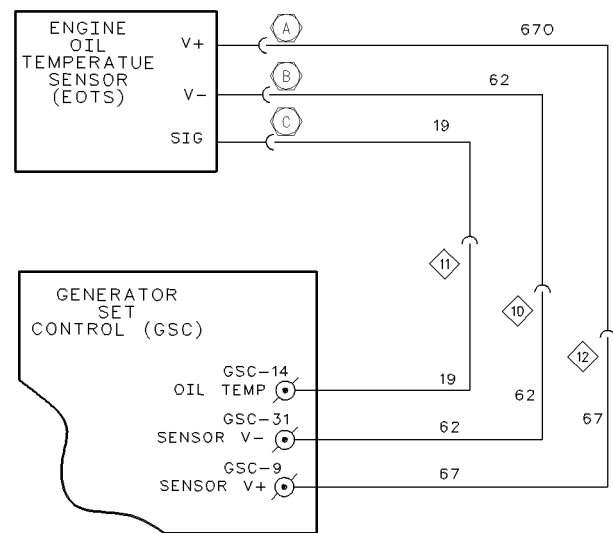 ENGINE
OIL
TEMPERATUE
SENSOR
(EOTS)
V+
A
670
V-
B
62
SIG
C
19
11
10
12
GENERATOR
SET
CONTROL (GSC)
GSC-14
OIL TEMP
19
62
67
GSC-31
SENSOR V-
62
GSC-9
SENSOR V+
67